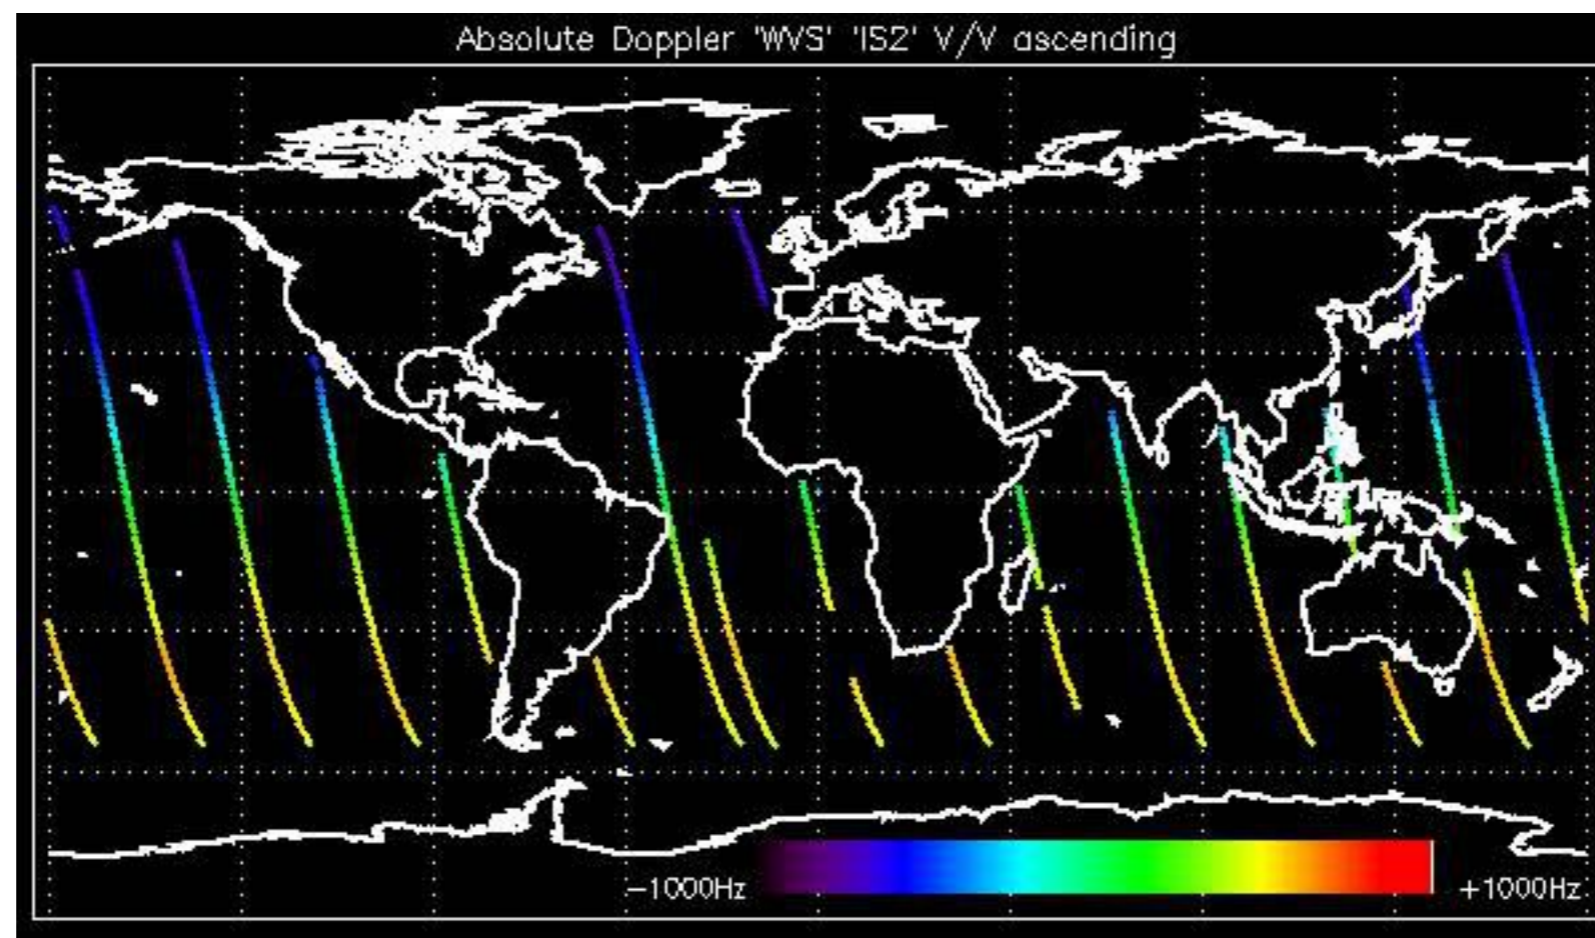 Absolute Doppler 'WVS' 'IS2' V/V ascending
−1000Hz +1000Hz